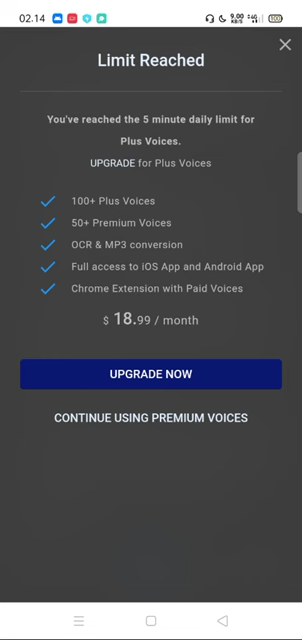 02.14
9.00
KB/S
Limit Reached
You've reached the 5 minute daily limit for
Plus Voices.
UPGRADE for Plus Voices
100+ Plus Voices
50+ Premium Voices
OCR & MP3 conversion
Full access to iOS App and Android App
Chrome Extension with Paid Voices
$ 18.99 / month
UPGRADE NOW
CONTINUE USING PREMIUM VOICES